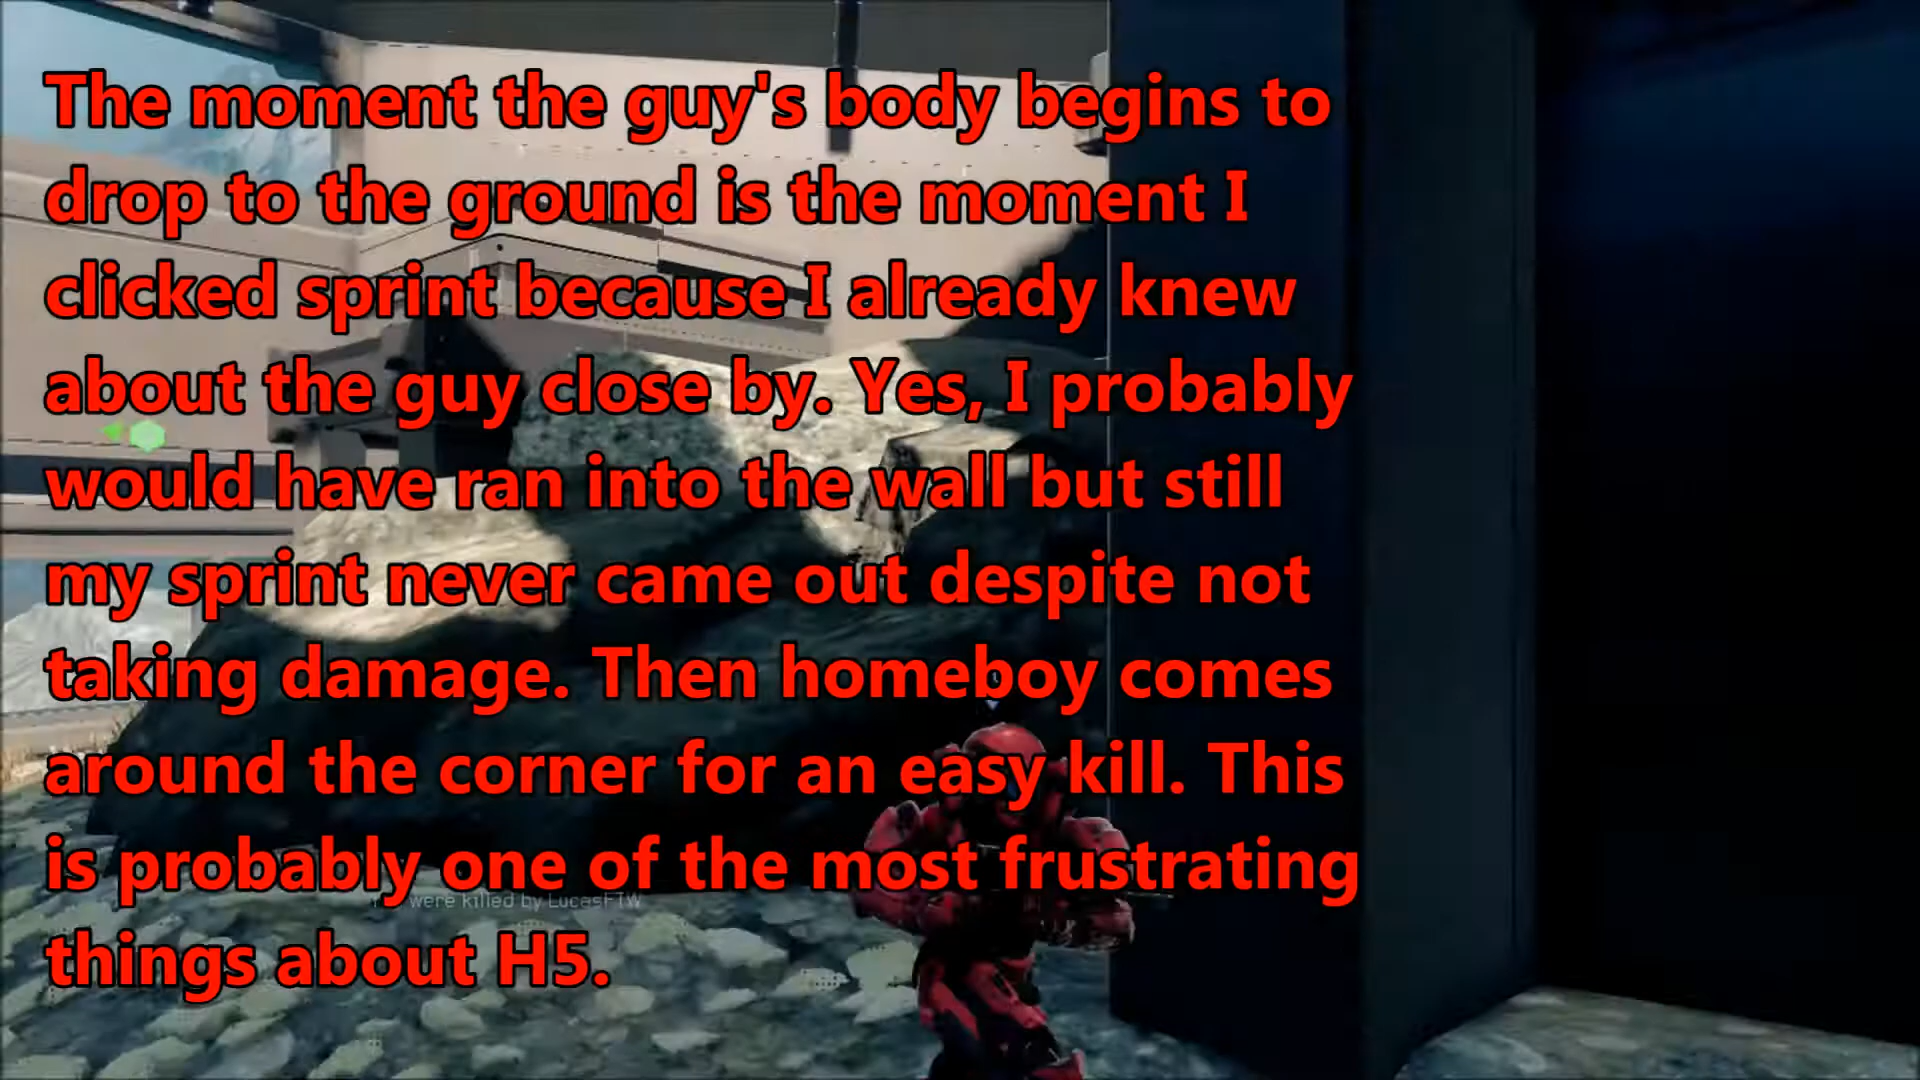 The moment the guy's body begins to
drop to the ground is the moment I
clicked sprint because I already knew
about the guy close by. Yes, I probably
would have ran into the wall but still
my sprint never came out despite not
taking damage. Then homeboy comes
around the corner for an easy kill. This
is probably one of the most frustrating
were killed by LucasFTW
things about H5.